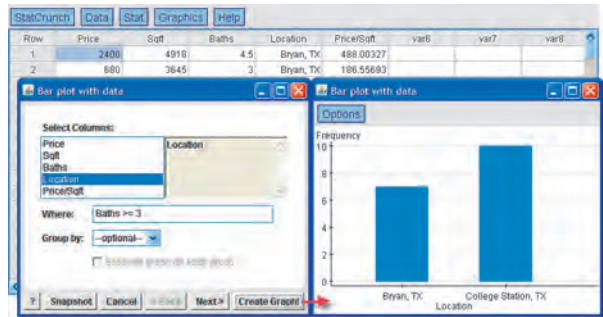 StatCrunch Data Stat Graphics Help
Row Price Sqft Baths Location Price/Sqft var6 var7 var8
1 2400 4918 4.5 Bryan, TX 488.00327
2 680 3645 3 Bryan, TX 186.55693
Bar plot with data
Select Columns:
Price
Sqft
Baths
Location
Price/Sqft
Location
Where: Baths >= 3
Group by: --optional--
? Snapshot Cancel < Back Next > Create Graph!
Bar plot with data
Options
Frequency
10
8
6
4
2
0
Bryan, TX College Station, TX
Location